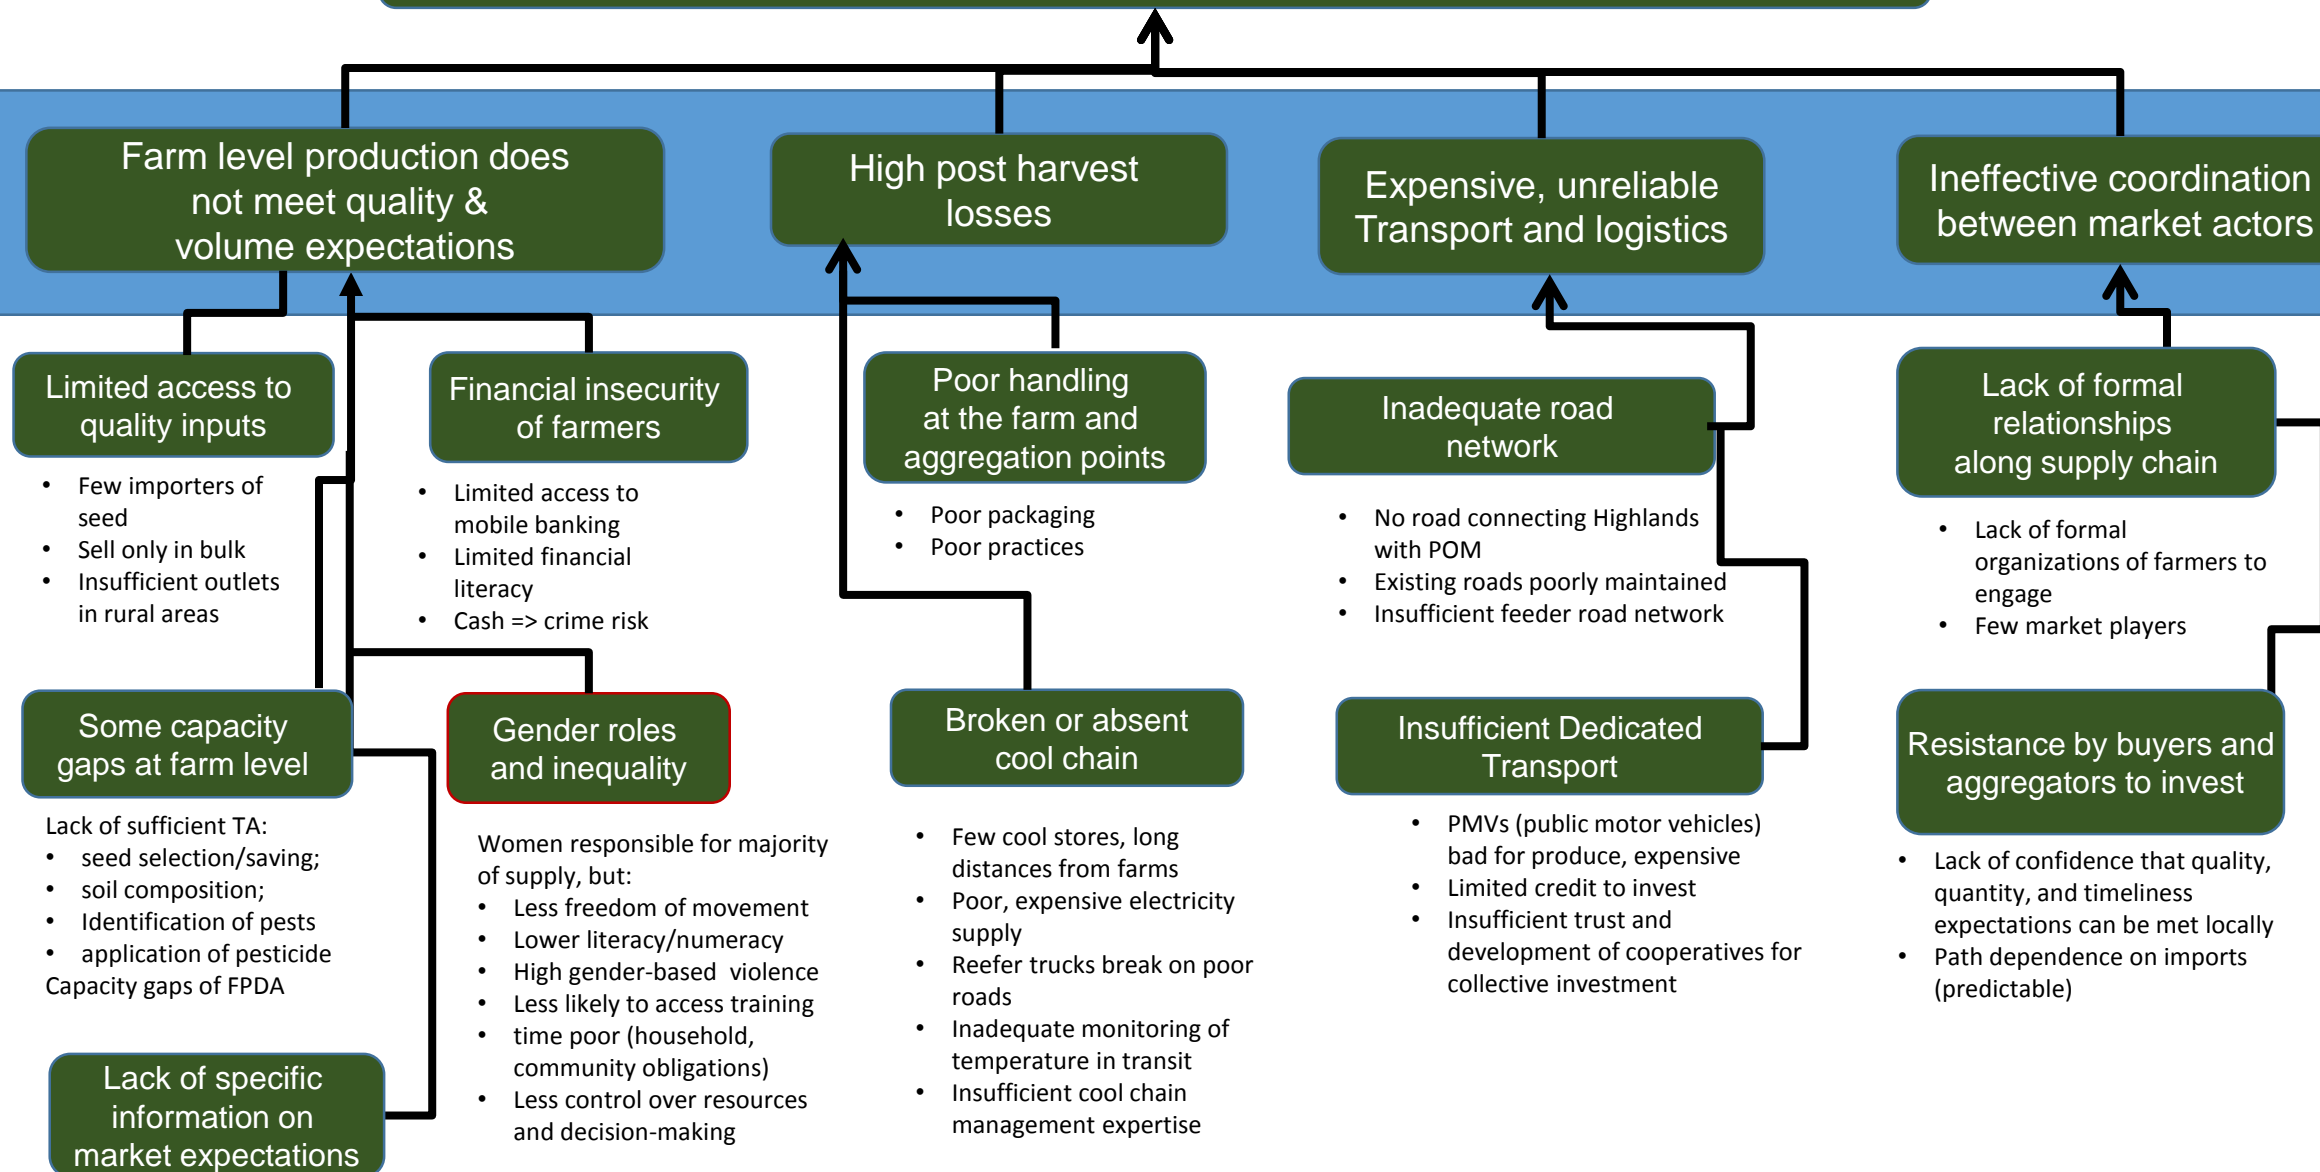 Farm level production does
not meet quality &
volume expectations
High post harvest
losses
Expensive, unreliable
Transport and logistics
Ineffective coordination
between market actors
Limited access to
quality inputs
• Few importers of
seed
• Sell only in bulk
• Insufficient outlets
in rural areas
Financial insecurity
of farmers
• Limited access to
mobile banking
• Limited financial
literacy
• Cash => crime risk
Poor handling
at the farm and
aggregation points
• Poor packaging
• Poor practices
Inadequate road
network
• No road connecting Highlands
with POM
• Existing roads poorly maintained
• Insufficient feeder road network
Lack of formal
relationships
along supply chain
• Lack of formal
organizations of farmers to
engage
• Few market players
Some capacity
gaps at farm level
Lack of sufficient TA:
• seed selection/saving;
• soil composition;
• Identification of pests
• application of pesticide
Capacity gaps of FPDA
Gender roles
and inequality
Women responsible for majority
of supply, but:
• Less freedom of movement
• Lower literacy/numeracy
• High gender-based violence
• Less likely to access training
• time poor (household,
community obligations)
• Less control over resources
and decision-making
Broken or absent
cool chain
• Few cool stores, long
distances from farms
• Poor, expensive electricity
supply
• Reefer trucks break on poor
roads
• Inadequate monitoring of
temperature in transit
• Insufficient cool chain
management expertise
Insufficient Dedicated
Transport
• PMVs (public motor vehicles)
bad for produce, expensive
• Limited credit to invest
• Insufficient trust and
development of cooperatives for
collective investment
Resistance by buyers and
aggregators to invest
• Lack of confidence that quality,
quantity, and timeliness
expectations can be met locally
• Path dependence on imports
(predictable)
Lack of specific
information on
market expectations